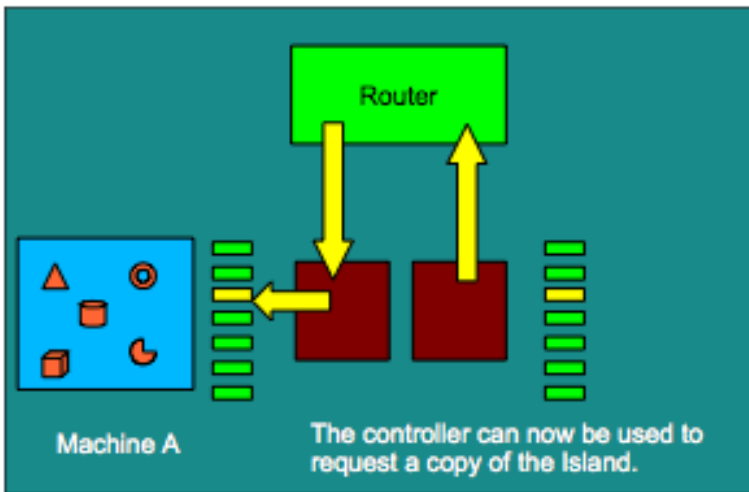 Router
Machine A
The controller can now be used to
request a copy of the Island.